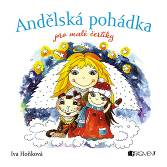 Andělská pohádka
pro malé čertíky
Iva Hoňková
FRAGMENT